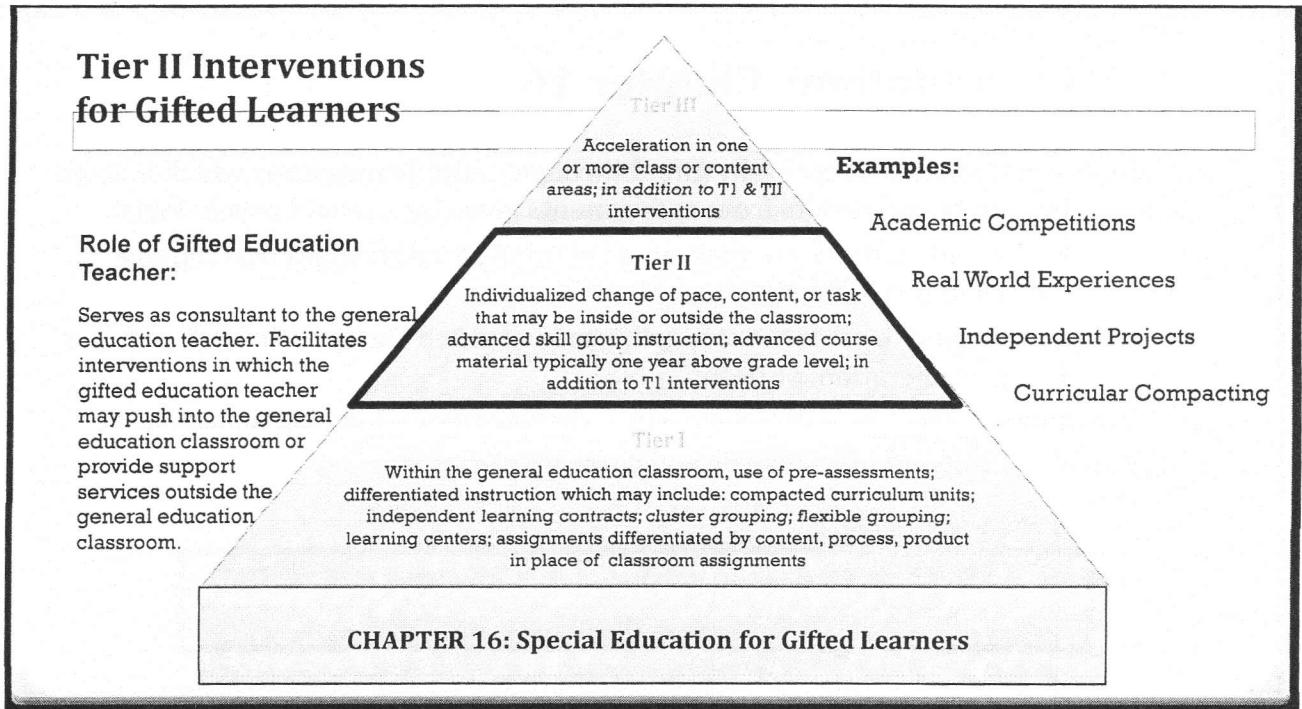 Tier II Interventions
for Gifted Learners
Role of Gifted Education
Teacher:
Serves as consultant to the general
education teacher. Facilitates
interventions in which the
gifted education teacher
may push into the general
education classroom or
provide support
services outside the
general education
classroom.
Tier III
Acceleration in one
or more class or content
areas; in addition to T1 & TII
interventions
Tier II
Individualized change of pace, content, or task
that may be inside or outside the classroom;
advanced skill group instruction; advanced course
material typically one year above grade level; in
addition to T1 interventions
Tier I
Within the general education classroom, use of pre-assessments;
differentiated instruction which may include: compacted curriculum units;
independent learning contracts; cluster grouping; flexible grouping;
learning centers; assignments differentiated by content, process, product
in place of classroom assignments
Examples:
Academic Competitions
Real World Experiences
Independent Projects
Curricular Compacting
CHAPTER 16: Special Education for Gifted Learners